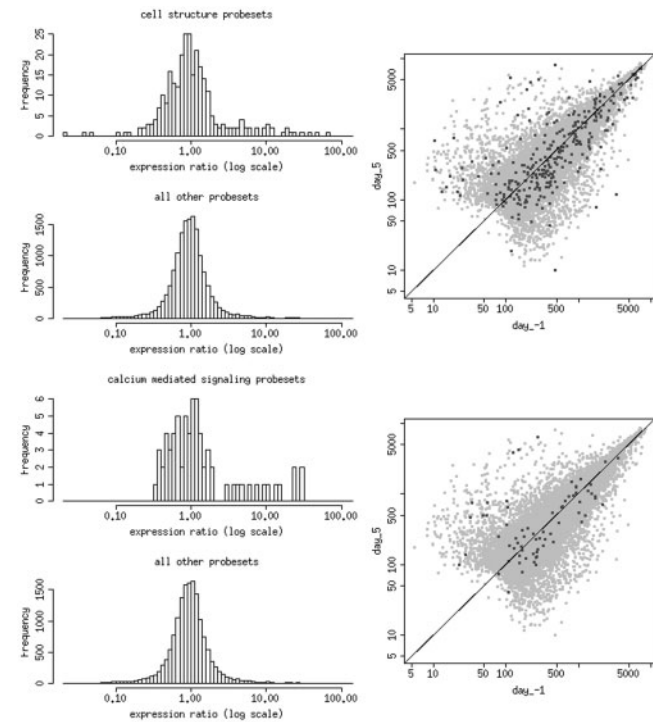 cell structure probesets
Frequency
0 5 10 15 20 25
0.10 1.00 10.00 100.00
expression ratio (log scale)
all other probesets
Frequency
0 500 1000 1500
0.10 1.00 10.00 100.00
expression ratio (log scale)
day_5
5 10 50 100 500 5000
5 10 50 100 500 5000
day_-1
calcium mediated signaling probesets
Frequency
0 1 2 3 4 5 6
0.10 1.00 10.00 100.00
expression ratio (log scale)
all other probesets
Frequency
0 500 1000 1500
0.10 1.00 10.00 100.00
expression ratio (log scale)
day_5
5 10 50 100 500 5000
5 10 50 100 500 5000
day_-1